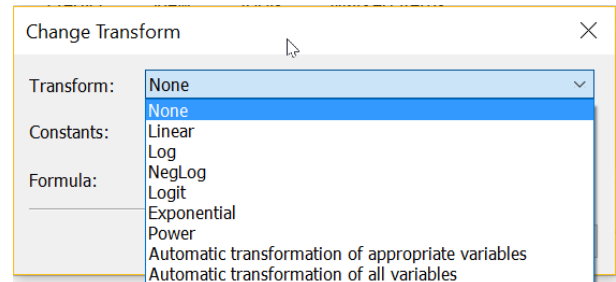 Change Transform
Transform: None
None
Constants: Linear
Log
NegLog
Formula: Logit
Exponential
Power
Automatic transformation of appropriate variables
Automatic transformation of all variables